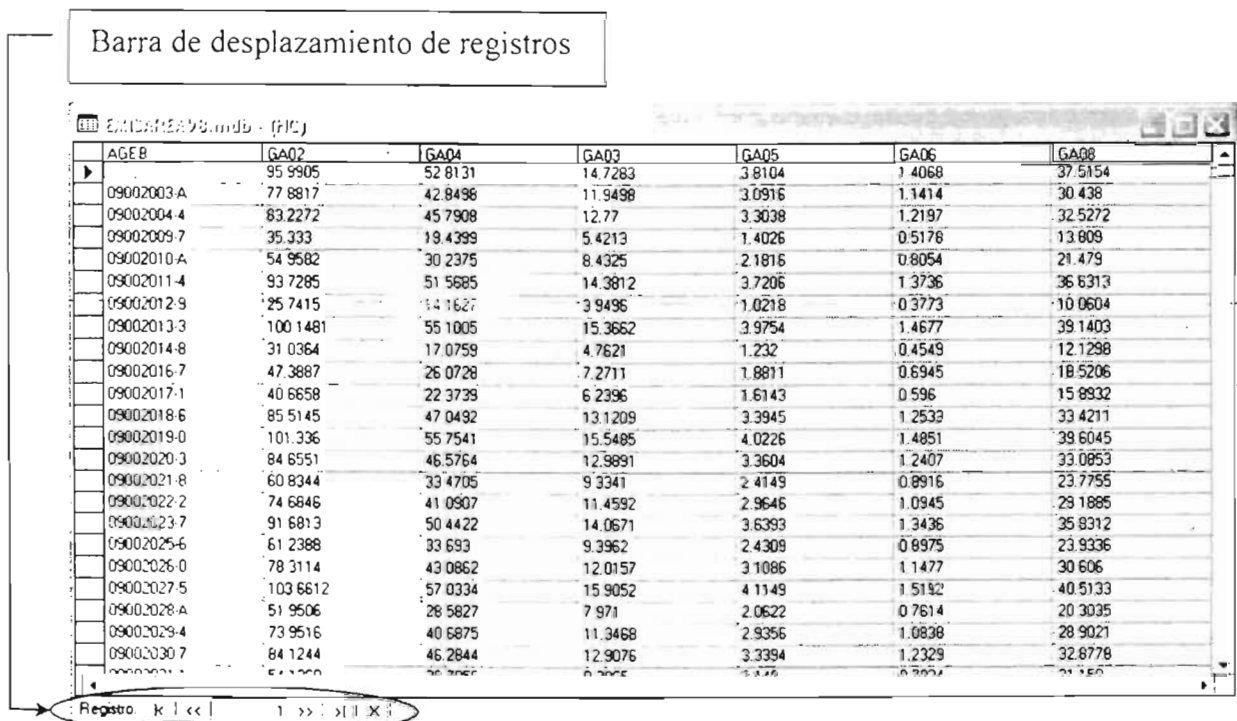 Barra de desplazamiento de registros
.mdb - (HC)
AGEB GA02 GA04 GA03 GA05 GA06 GA08
95 9905 52 8131 14.7283 3.8104 1 4068 37.5154
09002003-A 77 8817 42.8498 11.9498 3.0916 1.1414 30 438
09002004-4 83.2272 45.7908 12.77 3.3038 1.2197 32.5272
09002009-7 35.333 19.4399 5.4213 1.4026 0.5178 13.809
09002010-A 54 9582 30 2375 8.4325 2.1816 0.8054 21.479
09002011-4 93 7285 51 5685 14.3812 3.7206 1 3736 36 6313
09002012-9 25 7415 14 1627 3 9496 1.0218 0 3773 10 0604
09002013-3 100 1481 55 1005 15.3662 3.9754 1.4677 39.1403
09002014-8 31 0364 17.0759 4.7621 1.232 0.4549 12.1298
09002016-7 47.3887 26 0728 7.2711 1.8811 0.6945 18 5206
09002017-1 40 6658 22 3739 6 2396 1.6143 0 596 15 8932
09002018-6 85 5145 47 0492 13.1209 3.3945 1.2533 33 4211
09002019-0 101.336 55 7541 15.5485 4.0226 1.4851 39 6045
09002020-3 84 6551 46.5764 12.9891 3.3604 1.2407 33.0853
09002021-8 60 8344 33 4705 9 3341 2 4149 0 8916 23.7755
09002022-2 74 6846 41 0907 11.4592 2.9646 1.0945 29 1885
09002023-7 91 6813 50 4422 14.0671 3.6393 1.3436 35 8312
09002025-6 61 2388 33 693 9.3962 2.4309 0 8975 23.9336
09002026-0 78 3114 43 0862 12.0157 3.1086 1 1477 30 606
09002027-5 103 6612 57 0334 15 9052 4 1149 1 5192 40.5133
09002028-A 51 9506 28 5827 7 971 2.0622 0 7614 20 3035
09002029-4 73 9516 40 6875 11.3468 2.9356 1.0838 28 9021
09002030 7 84 1244 46.2844 12.9076 3.3394 1.2329 32.8778
Registro. 1